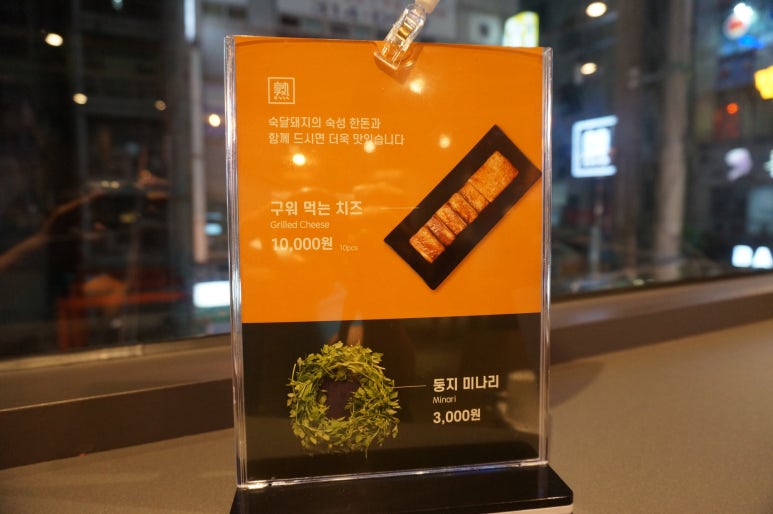 숙달돼지의 숙성 한돈과
함께 드시면 더욱 맛있습니다
구워 먹는 치즈
Grilled Cheese
10,000원 10pcs
둥지 미나리
Minari
3,000원